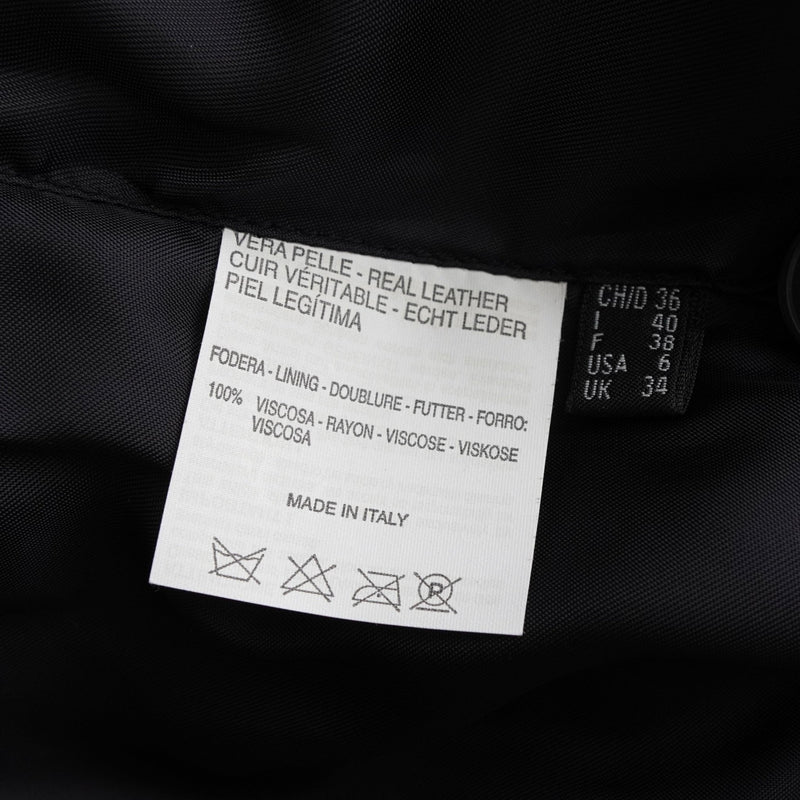 VERA PELLE - REAL LEATHER
CUIR VÉRITABLE - ECHT LEDER
PIEL LEGÍTIMA
FODERA - LINING - DOUBLURE - FUTTER - FORRO:
100% VISCOSA - RAYON - VISCOSE - VISKOSE
VISCOSA
MADE IN ITALY
R
CH/D 36
I 40
F 38
USA 6
UK 34